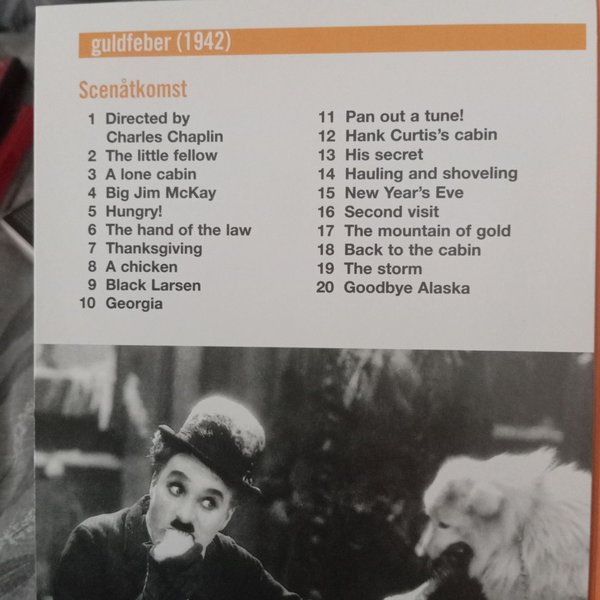 guldfeber (1942)
Scenåtkomst
1 Directed by
Charles Chaplin
2 The little fellow
3 A lone cabin
4 Big Jim McKay
5 Hungry!
6 The hand of the law
7 Thanksgiving
8 A chicken
9 Black Larsen
10 Georgia
11 Pan out a tune!
12 Hank Curtis's cabin
13 His secret
14 Hauling and shoveling
15 New Year's Eve
16 Second visit
17 The mountain of gold
18 Back to the cabin
19 The storm
20 Goodbye Alaska